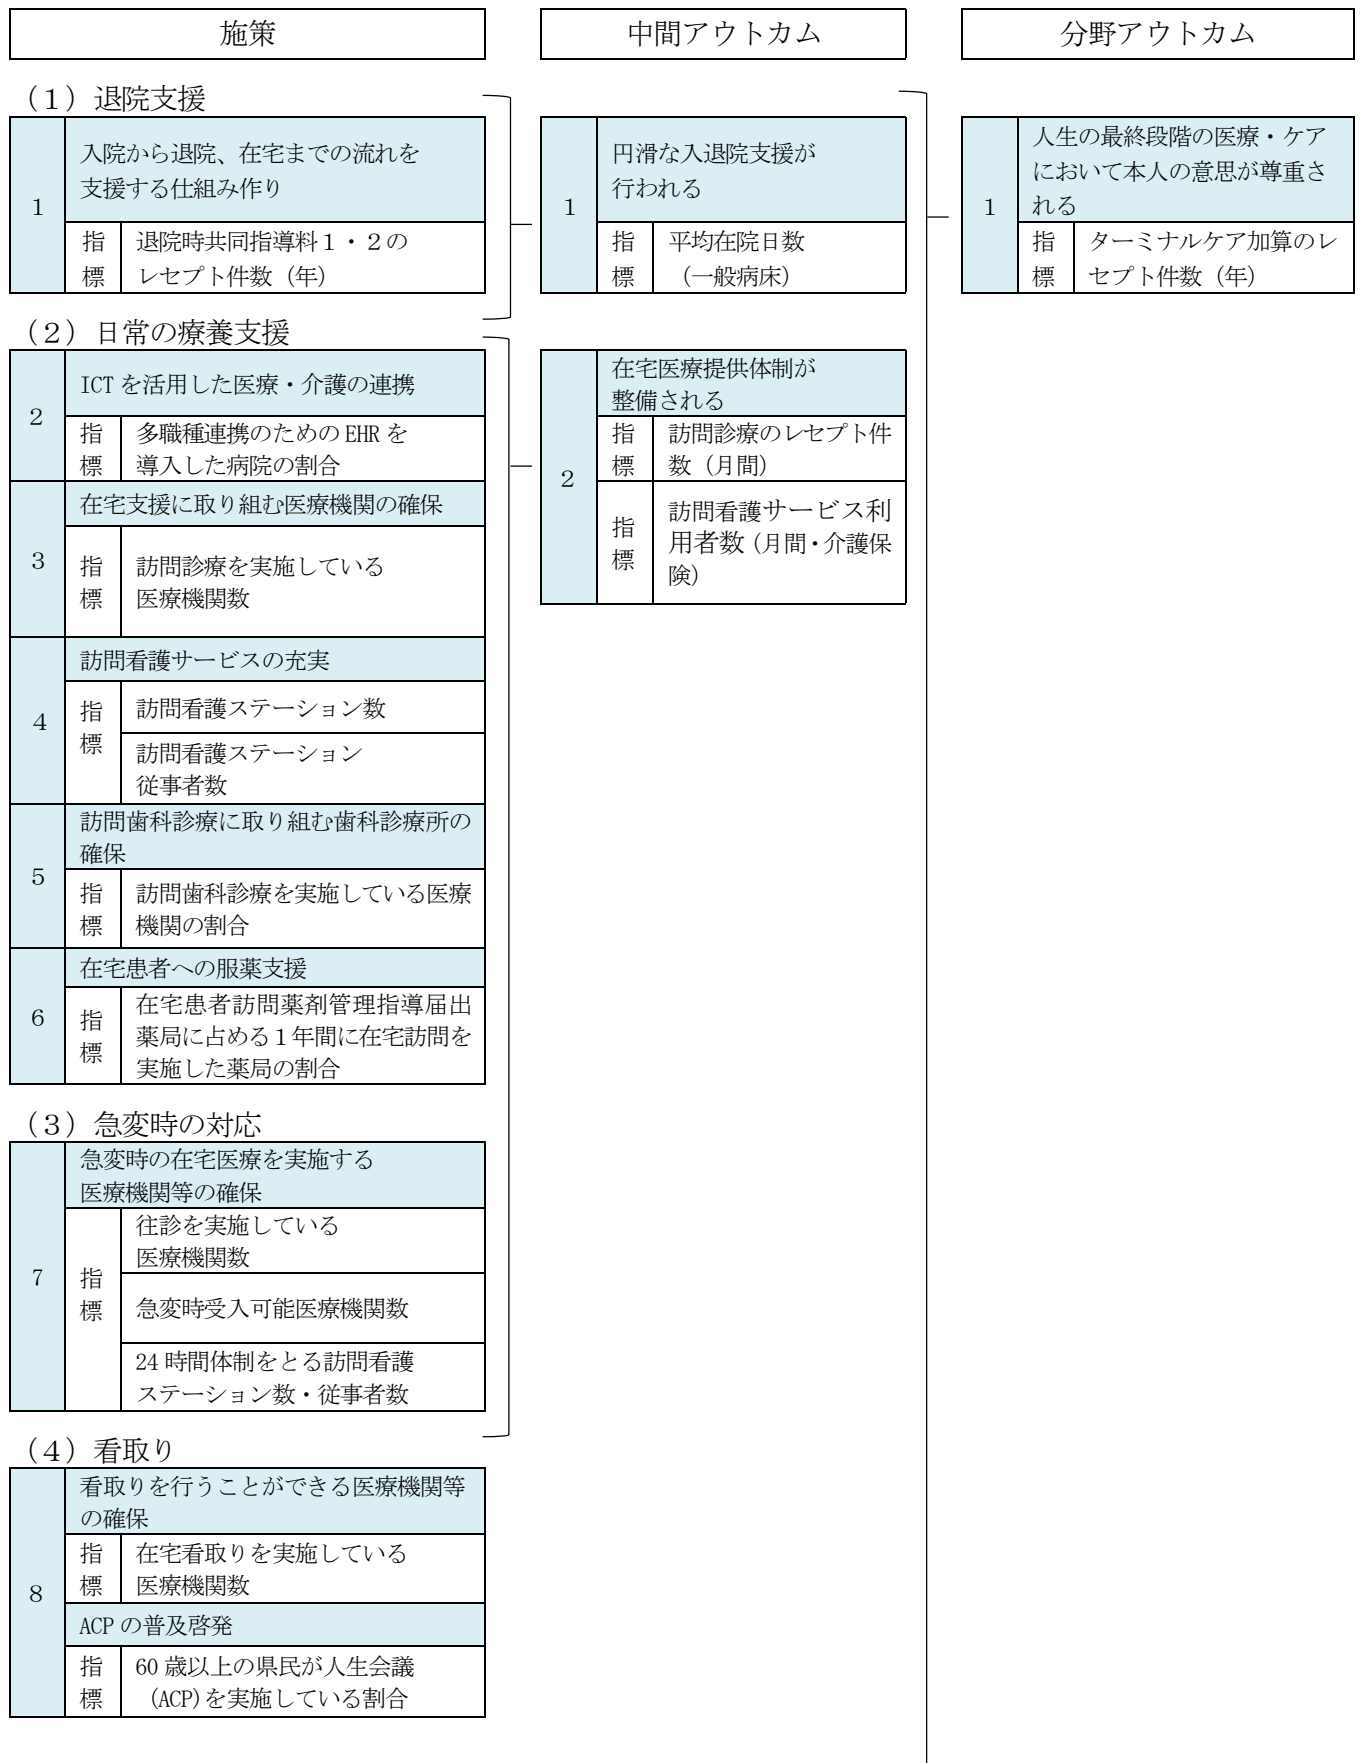 施策
中間アウトカム
分野アウトカム
（１）退院支援
１
入院から退院、在宅までの流れを
支援する仕組み作り
指
標
退院時共同指導料１・２の
レセプト件数（年）
１
円滑な入退院支援が
行われる
指
標
平均在院日数
（一般病床）
１
人生の最終段階の医療・ケア
において本人の意思が尊重さ
れる
指
標
ターミナルケア加算のレ
セプト件数（年）
（２）日常の療養支援
２
ICTを活用した医療・介護の連携
指
標
多職種連携のためのEHRを
導入した病院の割合
２
在宅医療提供体制が
整備される
指
標
訪問診療のレセプト件
数（月間）
指
標
訪問看護サービス利
用者数（月間・介護保
険）
３
在宅支援に取り組む医療機関の確保
指
標
訪問診療を実施している
医療機関数
４
訪問看護サービスの充実
指
標
訪問看護ステーション数
訪問看護ステーション
従事者数
５
訪問歯科診療に取り組む歯科診療所の
確保
指
標
訪問歯科診療を実施している医療
機関の割合
６
在宅患者への服薬支援
指
標
在宅患者訪問薬剤管理指導届出
薬局に占める１年間に在宅訪問を
実施した薬局の割合
（３）急変時の対応
７
急変時の在宅医療を実施する
医療機関等の確保
指
標
往診を実施している
医療機関数
急変時受入可能医療機関数
24時間体制をとる訪問看護
ステーション数・従事者数
（４）看取り
８
看取りを行うことができる医療機関等
の確保
指
標
在宅看取りを実施している
医療機関数
ACPの普及啓発
指
標
60歳以上の県民が人生会議
（ACP)を実施している割合